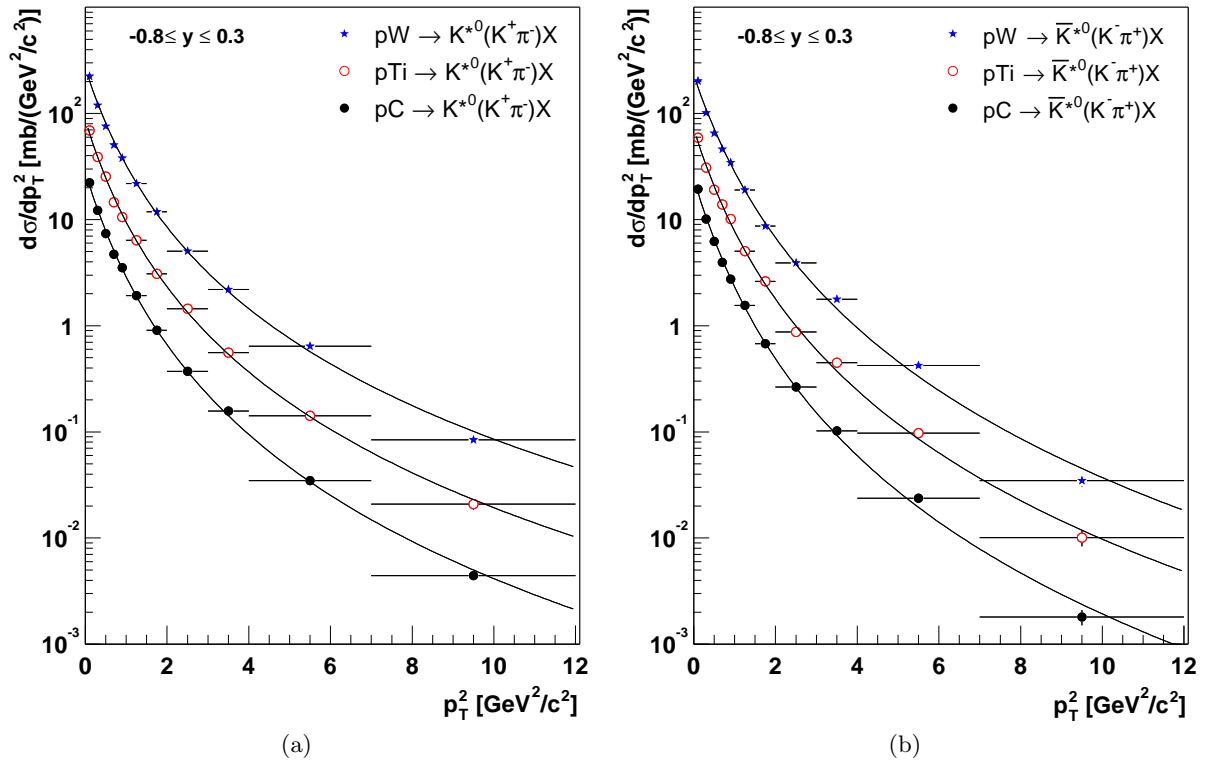 dσ/dp_T^2 [mb/(GeV^2/c^2)]
-0.8≤ y ≤ 0.3
pW → K*^0(K^+π^-)X
pTi → K*^0(K^+π^-)X
pC → K*^0(K^+π^-)X
10^2
10
1
10^-1
10^-2
10^-3
0 2 4 6 8 10 12
p_T^2 [GeV^2/c^2]
(a)
dσ/dp_T^2 [mb/(GeV^2/c^2)]
-0.8≤ y ≤ 0.3
pW → K̅*^0(K^-π^+)X
pTi → K̅*^0(K^-π^+)X
pC → K̅*^0(K^-π^+)X
10^2
10
1
10^-1
10^-2
10^-3
0 2 4 6 8 10 12
p_T^2 [GeV^2/c^2]
(b)